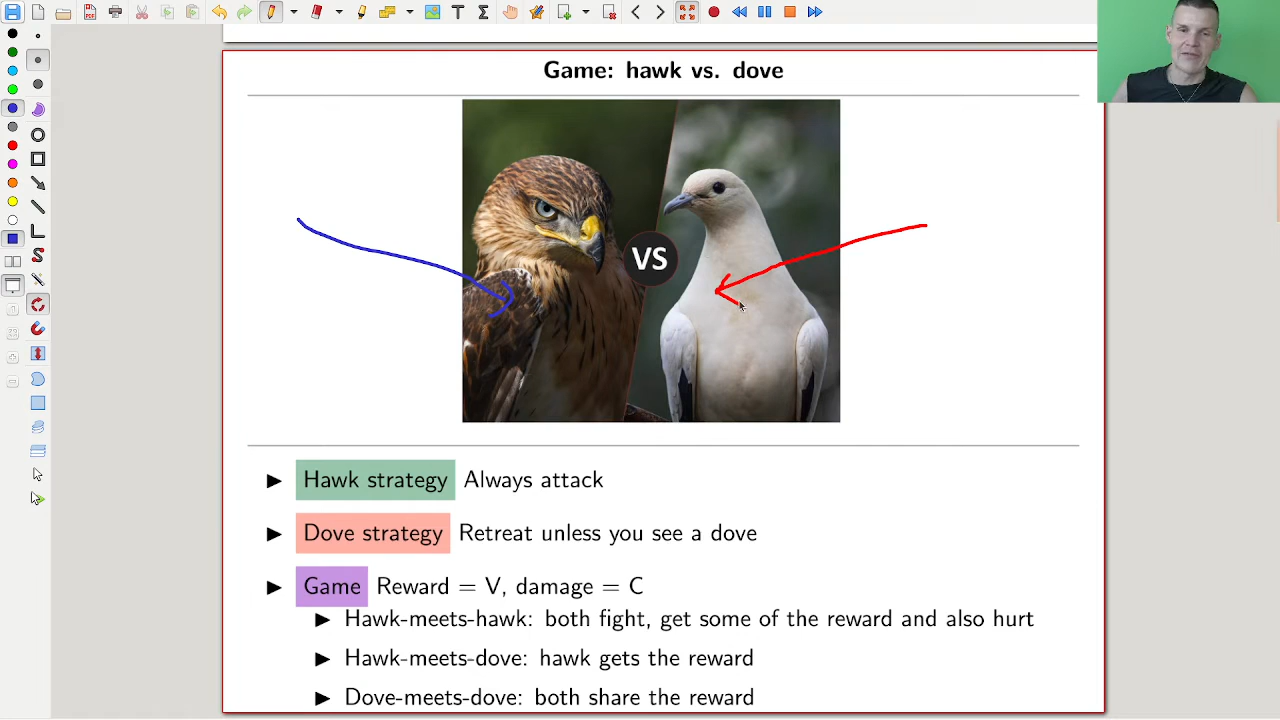 Game: hawk vs. dove
VS
▶ Hawk strategy Always attack
▶ Dove strategy Retreat unless you see a dove
▶ Game Reward = V, damage = C
▶ Hawk-meets-hawk: both fight, get some of the reward and also hurt
▶ Hawk-meets-dove: hawk gets the reward
▶ Dove-meets-dove: both share the reward